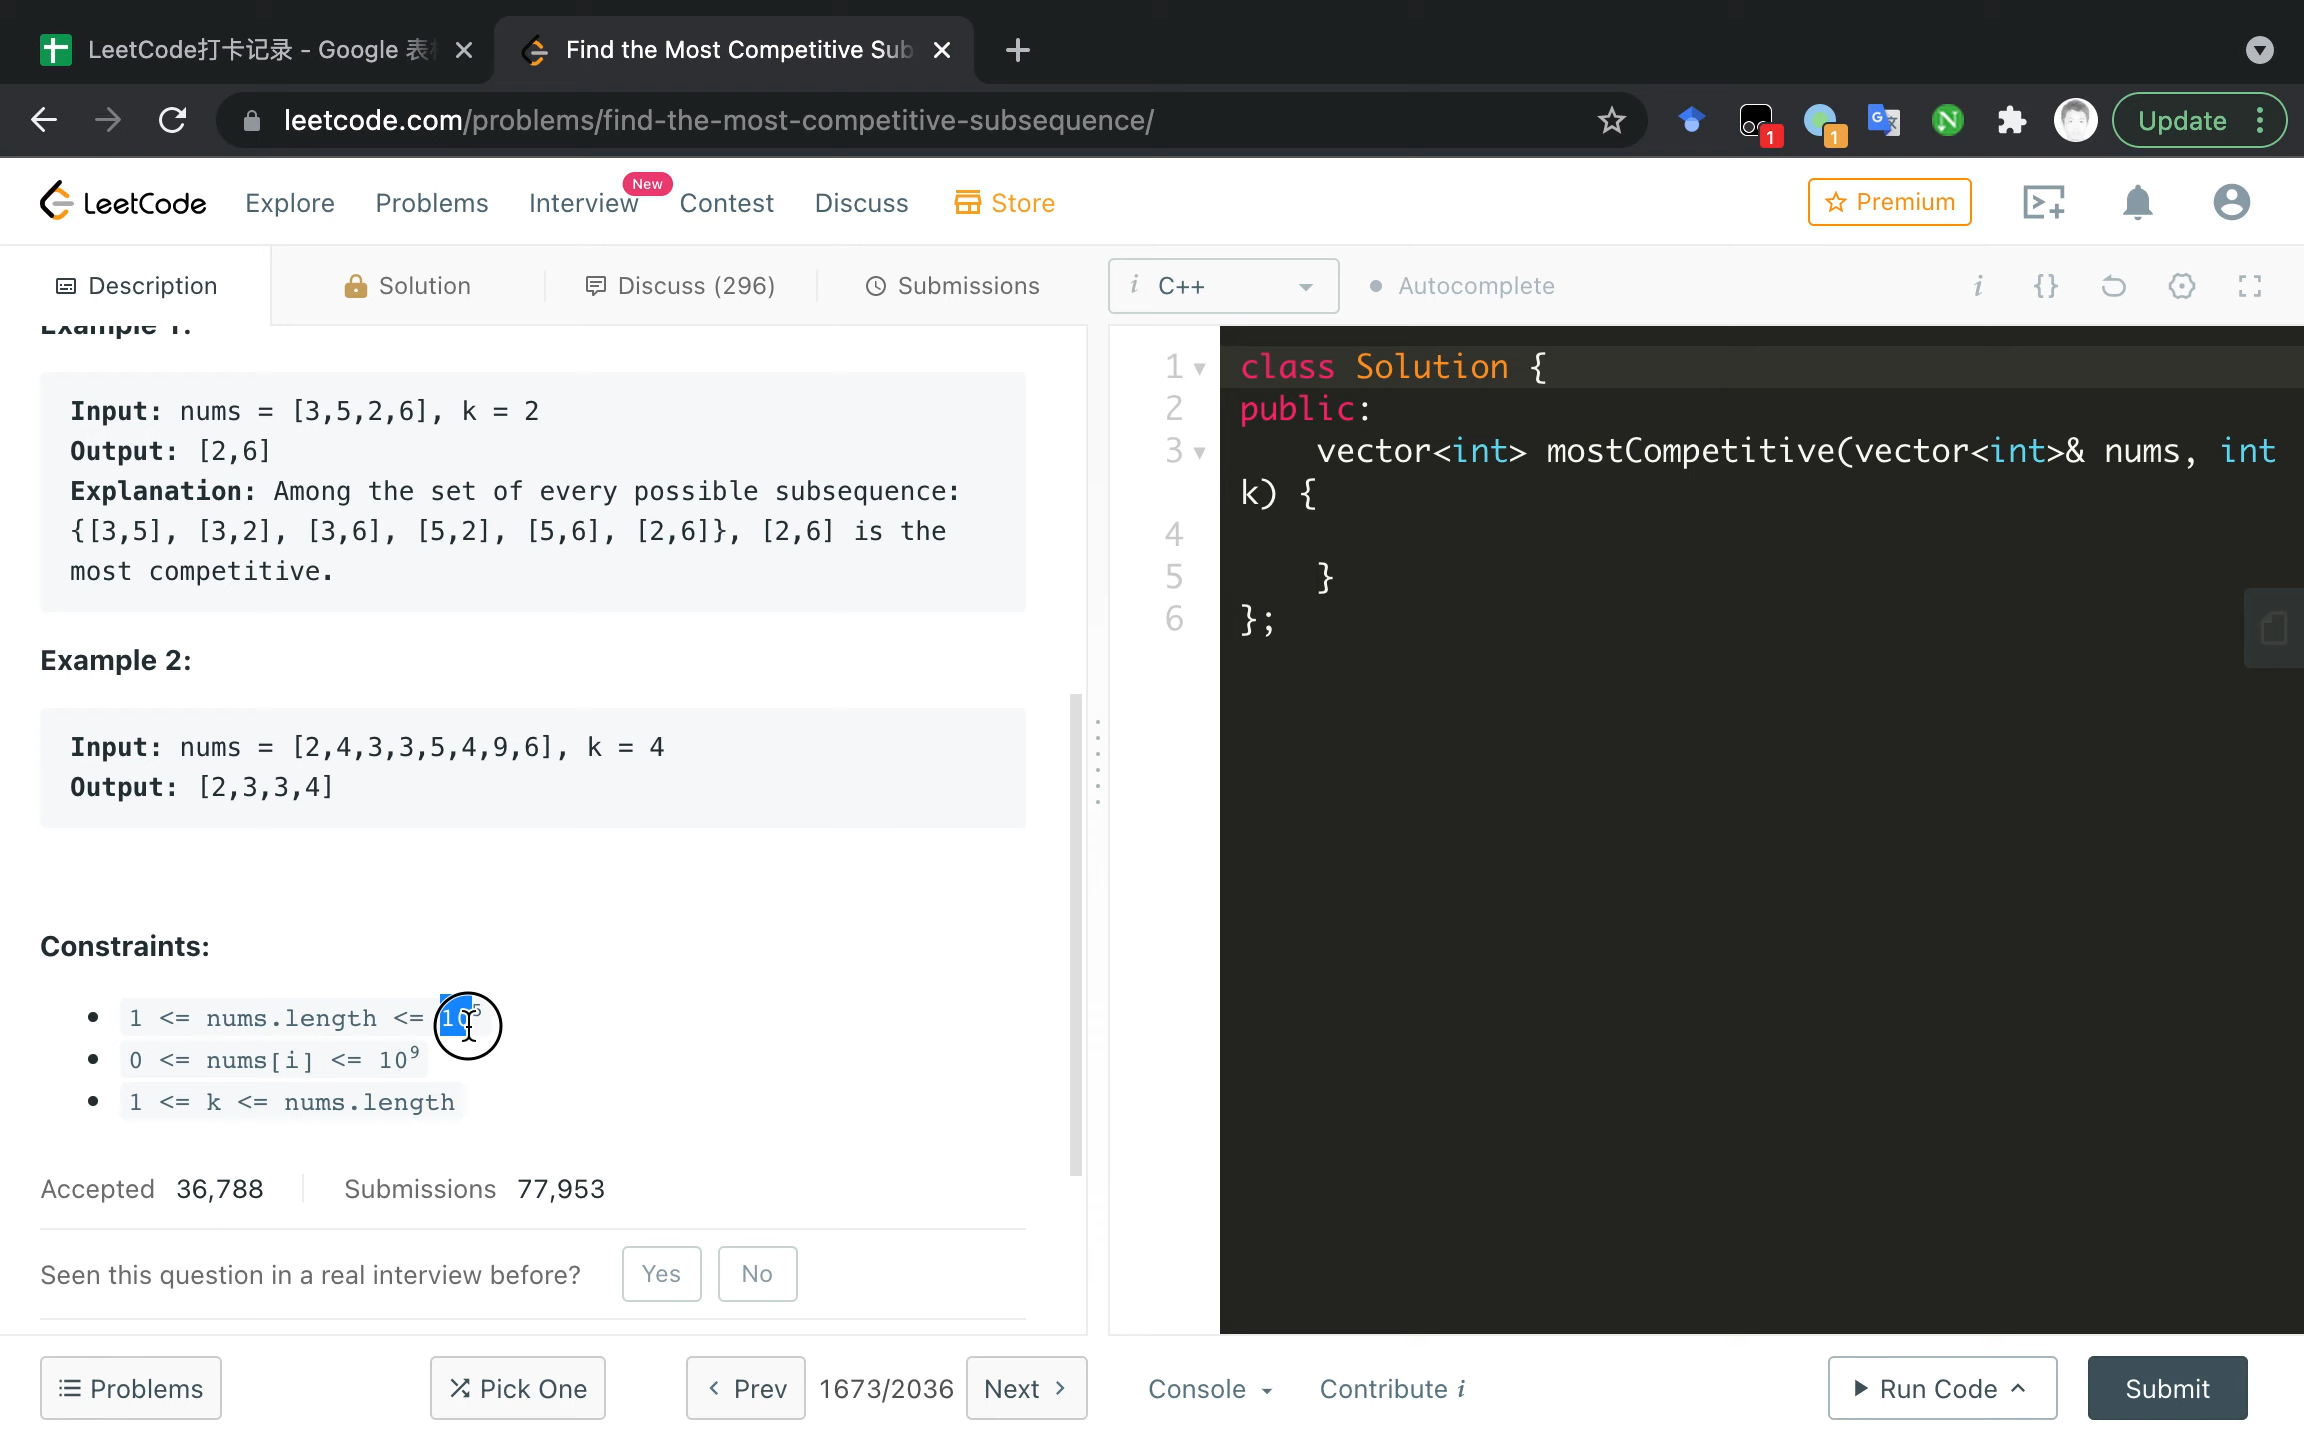 LeetCode打卡记录 - Google 表
Find the Most Competitive Sub
leetcode.com/problems/find-the-most-competitive-subsequence/
1
1
Update
LeetCode
Explore
Problems
Interview
New
Contest
Discuss
Store
Premium
Description
Solution
Discuss (296)
Submissions
i C++
Autocomplete
i
{}
Example 1:
Input: nums = [3,5,2,6], k = 2
Output: [2,6]
Explanation: Among the set of every possible subsequence:
{[3,5], [3,2], [3,6], [5,2], [5,6], [2,6]}, [2,6] is the
most competitive.
Example 2:
Input: nums = [2,4,3,3,5,4,9,6], k = 4
Output: [2,3,3,4]
Constraints:
1 <= nums.length <= 10⁵
0 <= nums[i] <= 10⁹
1 <= k <= nums.length
Accepted 36,788
Submissions 77,953
Seen this question in a real interview before?
Yes
No
1 class Solution {
2 public:
3 vector<int> mostCompetitive(vector<int>& nums, int
k) {
4
5 }
6 };
Problems
Pick One
Prev
1673/2036
Next
Console
Contribute i
Run Code
Submit